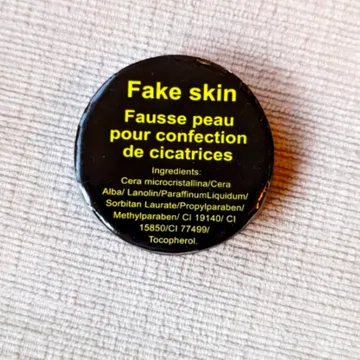 Fake skin
Fausse peau
pour confection
de cicatrices
Ingredients:
Cera microcristallina/Cera
Alba/ Lanolin/ParaffinumLiquidum/
Sorbitan Laurate/Propylparaben/
Methylparaben/ CI 19140/ CI
15850/CI 77499/
Tocopherol.